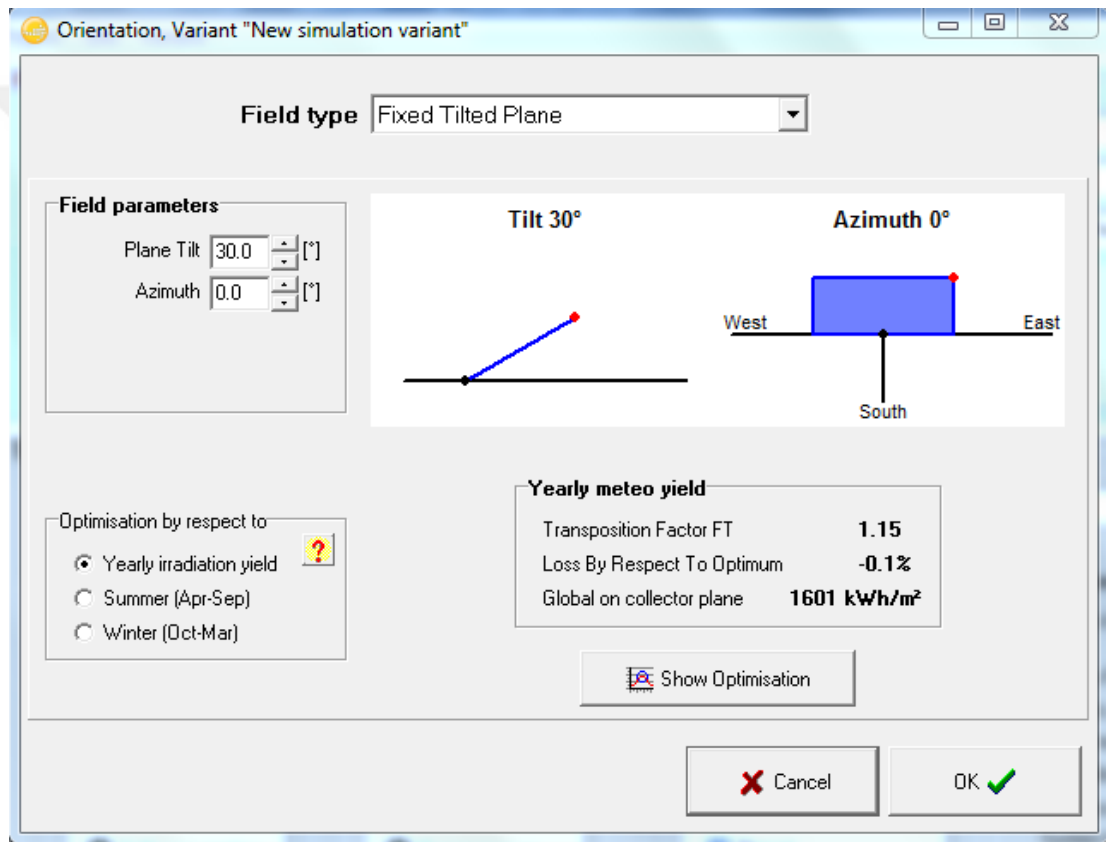 Orientation, Variant "New simulation variant"
Field type Fixed Tilted Plane
Field parameters
Plane Tilt 30.0 [°]
Azimuth 0.0 [°]
Tilt 30°
Azimuth 0°
West
East
South
Optimisation by respect to
?
Yearly irradiation yield
Summer (Apr-Sep)
Winter (Oct-Mar)
Yearly meteo yield
Transposition Factor FT 1.15
Loss By Respect To Optimum -0.1%
Global on collector plane 1601 kWh/m²
Show Optimisation
Cancel
OK